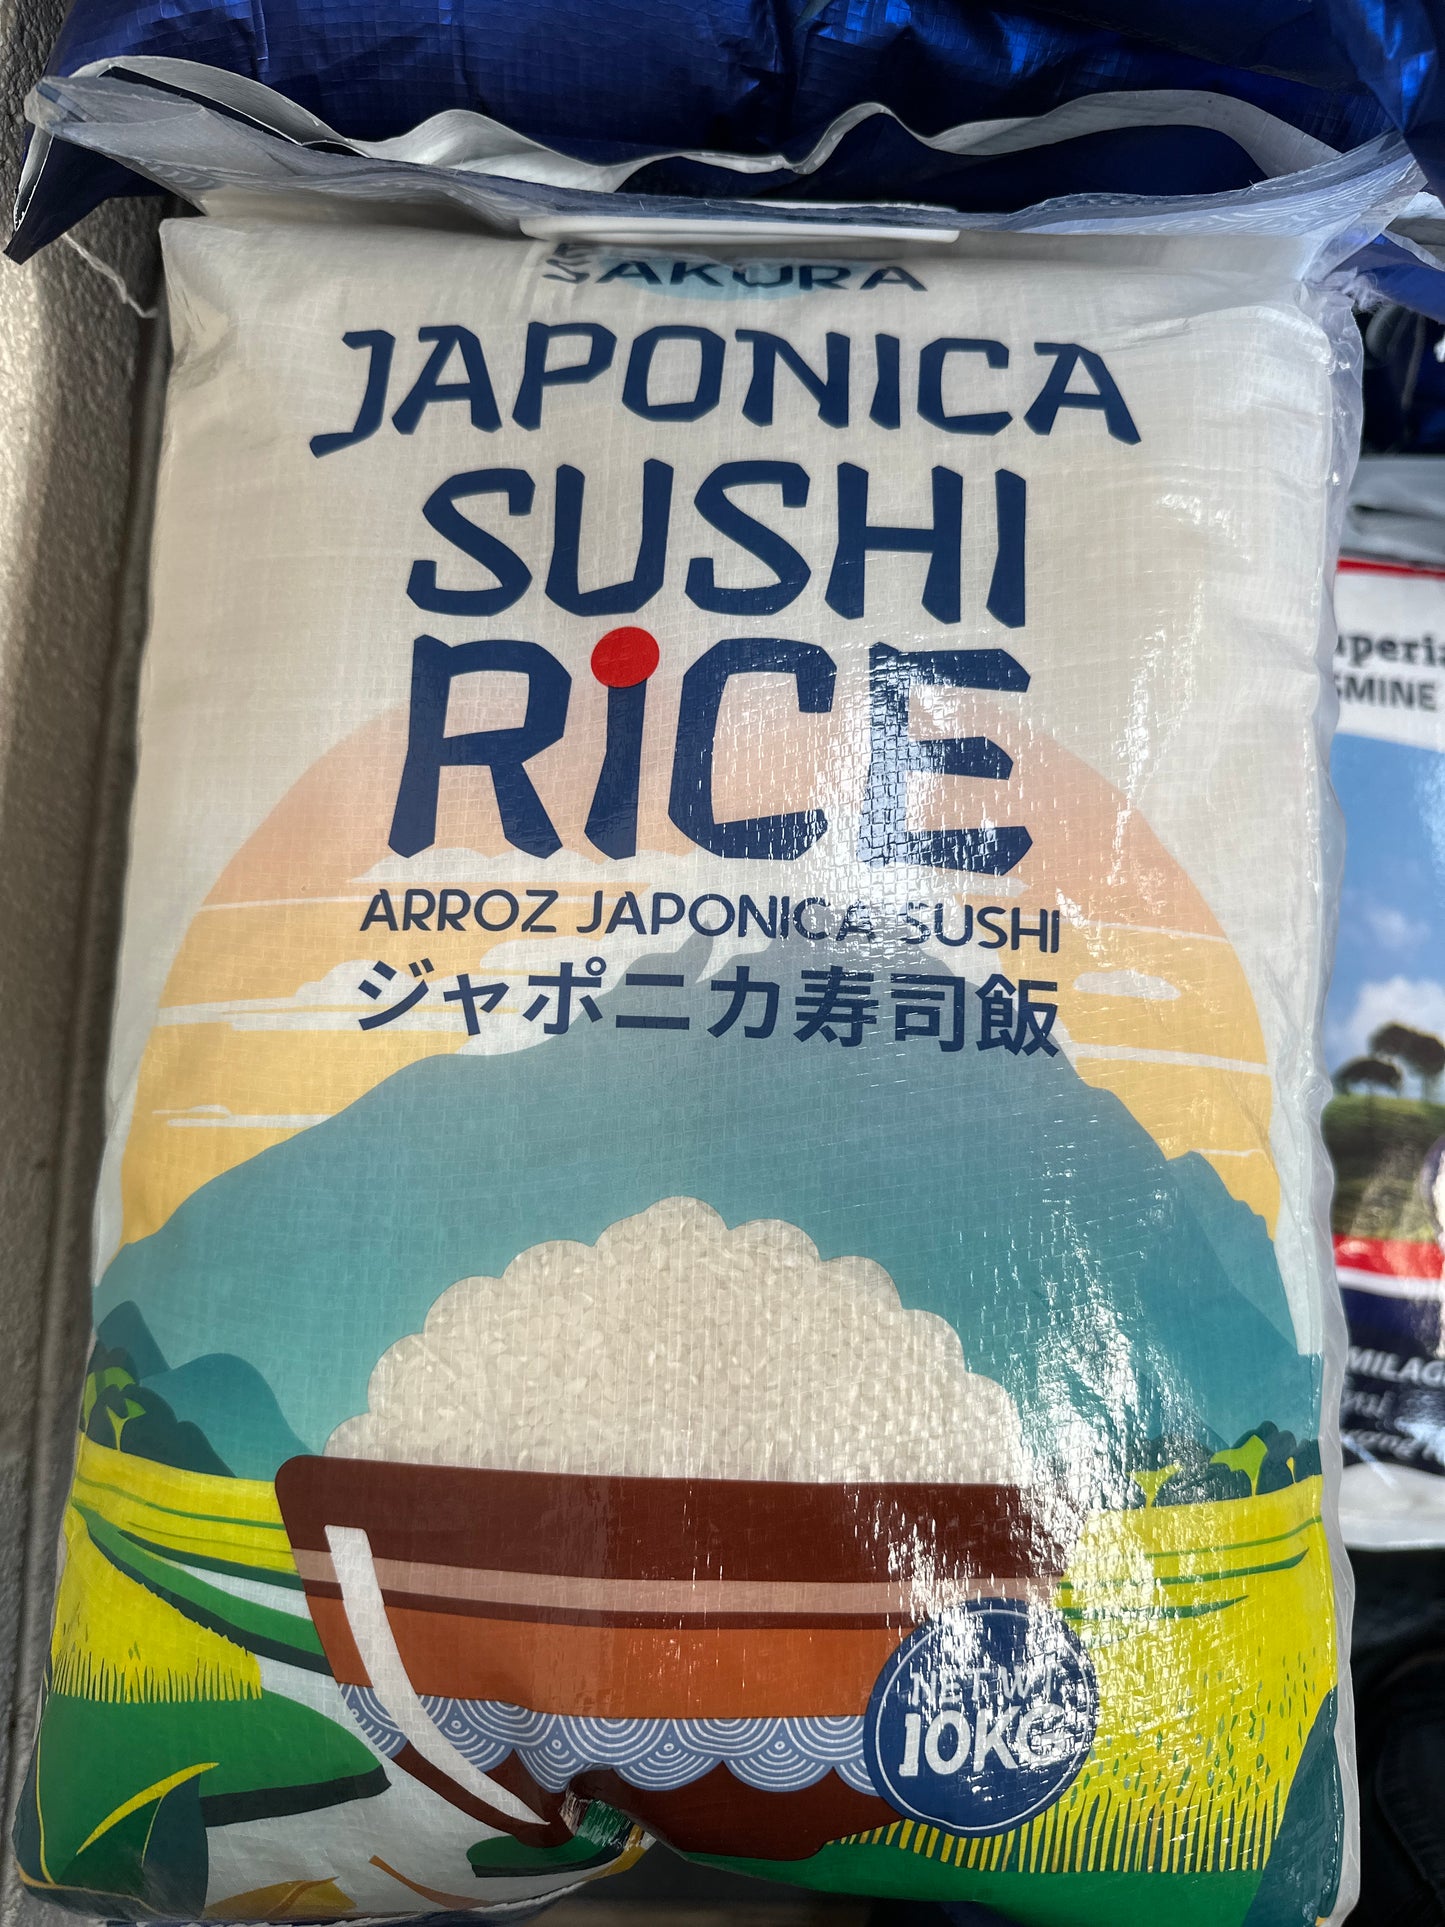 SAKURA
JAPONICA
SUSHI
RiCE
ARROZ JAPONICA SUSHI
ジャポニカ寿司飯
NET WT.
10KG